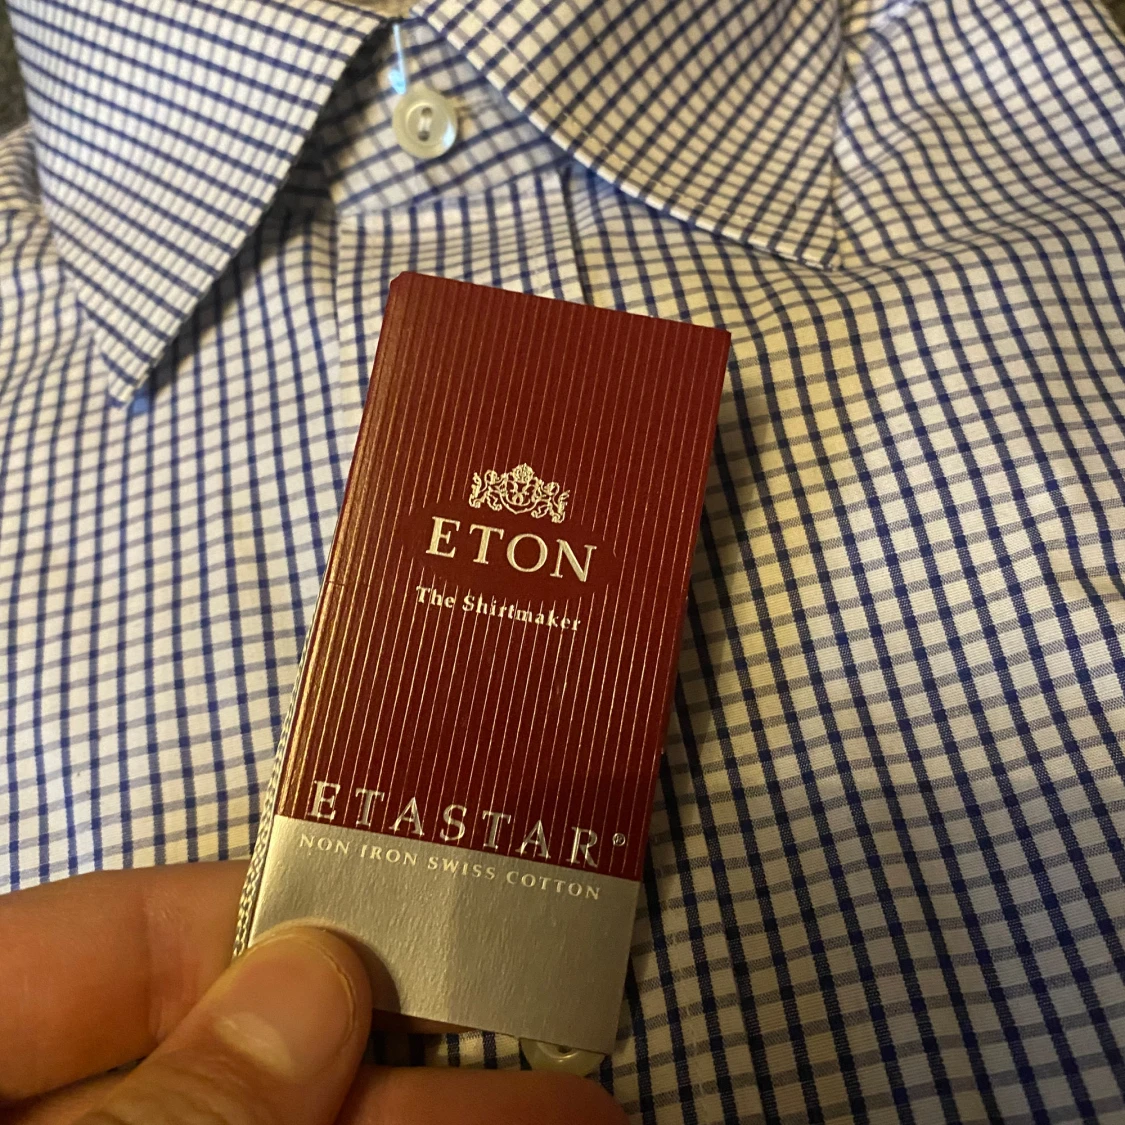 ETON
The Shirtmaker
ETASTAR®
NON IRON SWISS COTTON